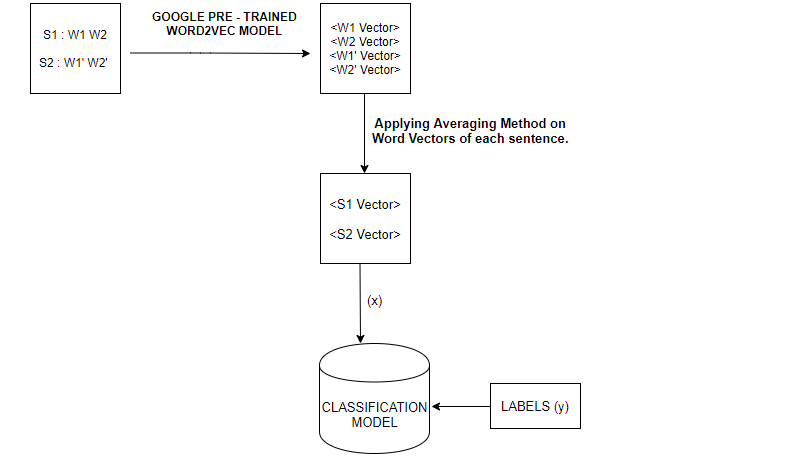 S1 : W1 W2
S2 : W1' W2'
GOOGLE PRE - TRAINED
WORD2VEC MODEL
<W1 Vector>
<W2 Vector>
<W1' Vector>
<W2' Vector>
Applying Averaging Method on
Word Vectors of each sentence.
<S1 Vector>
<S2 Vector>
(x)
CLASSIFICATION
MODEL
LABELS (y)